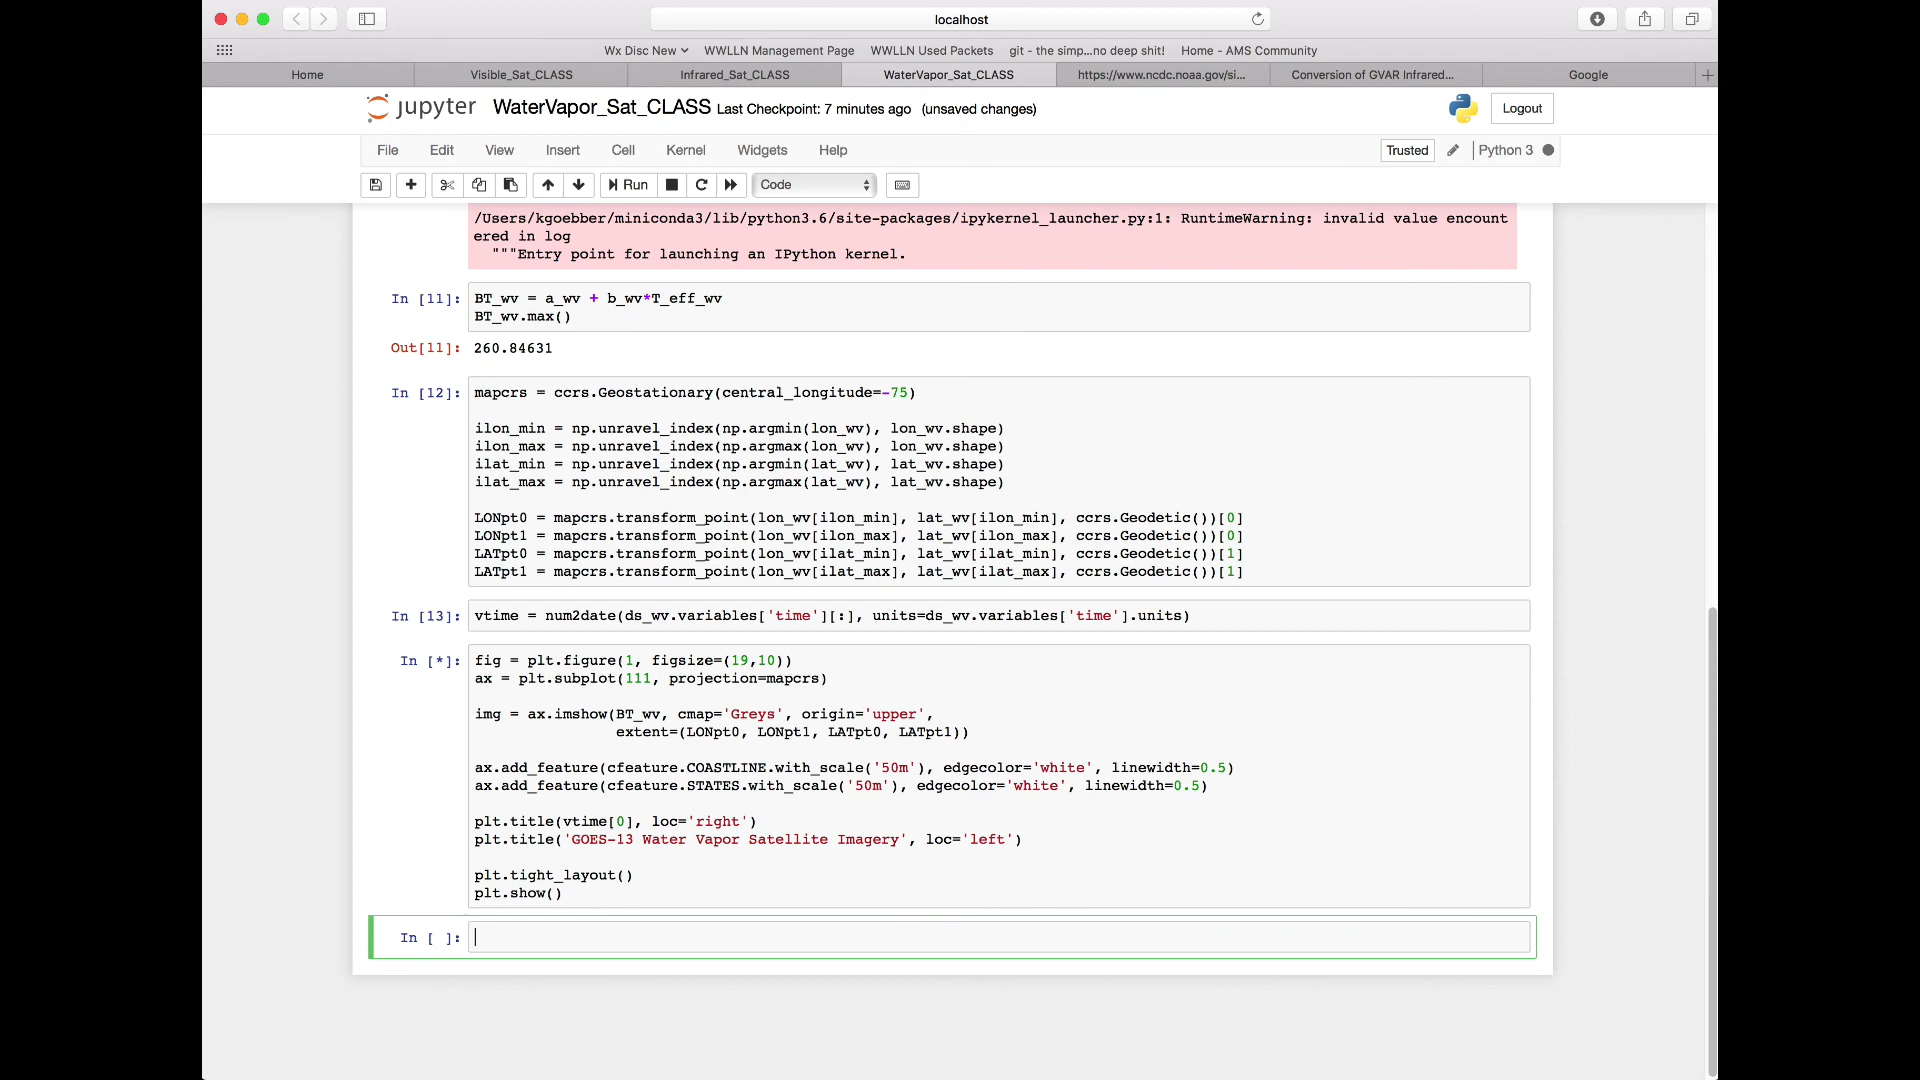 localhost
Wx Disc New WWLLN Management Page WWLLN Used Packets git - the simp...no deep shit! Home - AMS Community
Home Visible_Sat_CLASS Infrared_Sat_CLASS WaterVapor_Sat_CLASS https://www.ncdc.noaa.gov/si... Conversion of GVAR Infrared... Google
jupyter WaterVapor_Sat_CLASS Last Checkpoint: 7 minutes ago (unsaved changes) Logout
File Edit View Insert Cell Kernel Widgets Help Trusted Python 3
Run Code
/Users/kgoebber/miniconda3/lib/python3.6/site-packages/ipykernel_launcher.py:1: RuntimeWarning: invalid value encount
ered in log
"""Entry point for launching an IPython kernel.
In [11]: BT_wv = a_wv + b_wv*T_eff_wv
BT_wv.max()
Out[11]: 260.84631
In [12]: mapcrs = ccrs.Geostationary(central_longitude=-75)
ilon_min = np.unravel_index(np.argmin(lon_wv), lon_wv.shape)
ilon_max = np.unravel_index(np.argmax(lon_wv), lon_wv.shape)
ilat_min = np.unravel_index(np.argmin(lat_wv), lat_wv.shape)
ilat_max = np.unravel_index(np.argmax(lat_wv), lat_wv.shape)
LONpt0 = mapcrs.transform_point(lon_wv[ilon_min], lat_wv[ilon_min], ccrs.Geodetic())[0]
LONpt1 = mapcrs.transform_point(lon_wv[ilon_max], lat_wv[ilon_max], ccrs.Geodetic())[0]
LATpt0 = mapcrs.transform_point(lon_wv[ilat_min], lat_wv[ilat_min], ccrs.Geodetic())[1]
LATpt1 = mapcrs.transform_point(lon_wv[ilat_max], lat_wv[ilat_max], ccrs.Geodetic())[1]
In [13]: vtime = num2date(ds_wv.variables['time'][:], units=ds_wv.variables['time'].units)
In [*]: fig = plt.figure(1, figsize=(19,10))
ax = plt.subplot(111, projection=mapcrs)
img = ax.imshow(BT_wv, cmap='Greys', origin='upper',
extent=(LONpt0, LONpt1, LATpt0, LATpt1))
ax.add_feature(cfeature.COASTLINE.with_scale('50m'), edgecolor='white', linewidth=0.5)
ax.add_feature(cfeature.STATES.with_scale('50m'), edgecolor='white', linewidth=0.5)
plt.title(vtime[0], loc='right')
plt.title('GOES-13 Water Vapor Satellite Imagery', loc='left')
plt.tight_layout()
plt.show()
In [ ]: